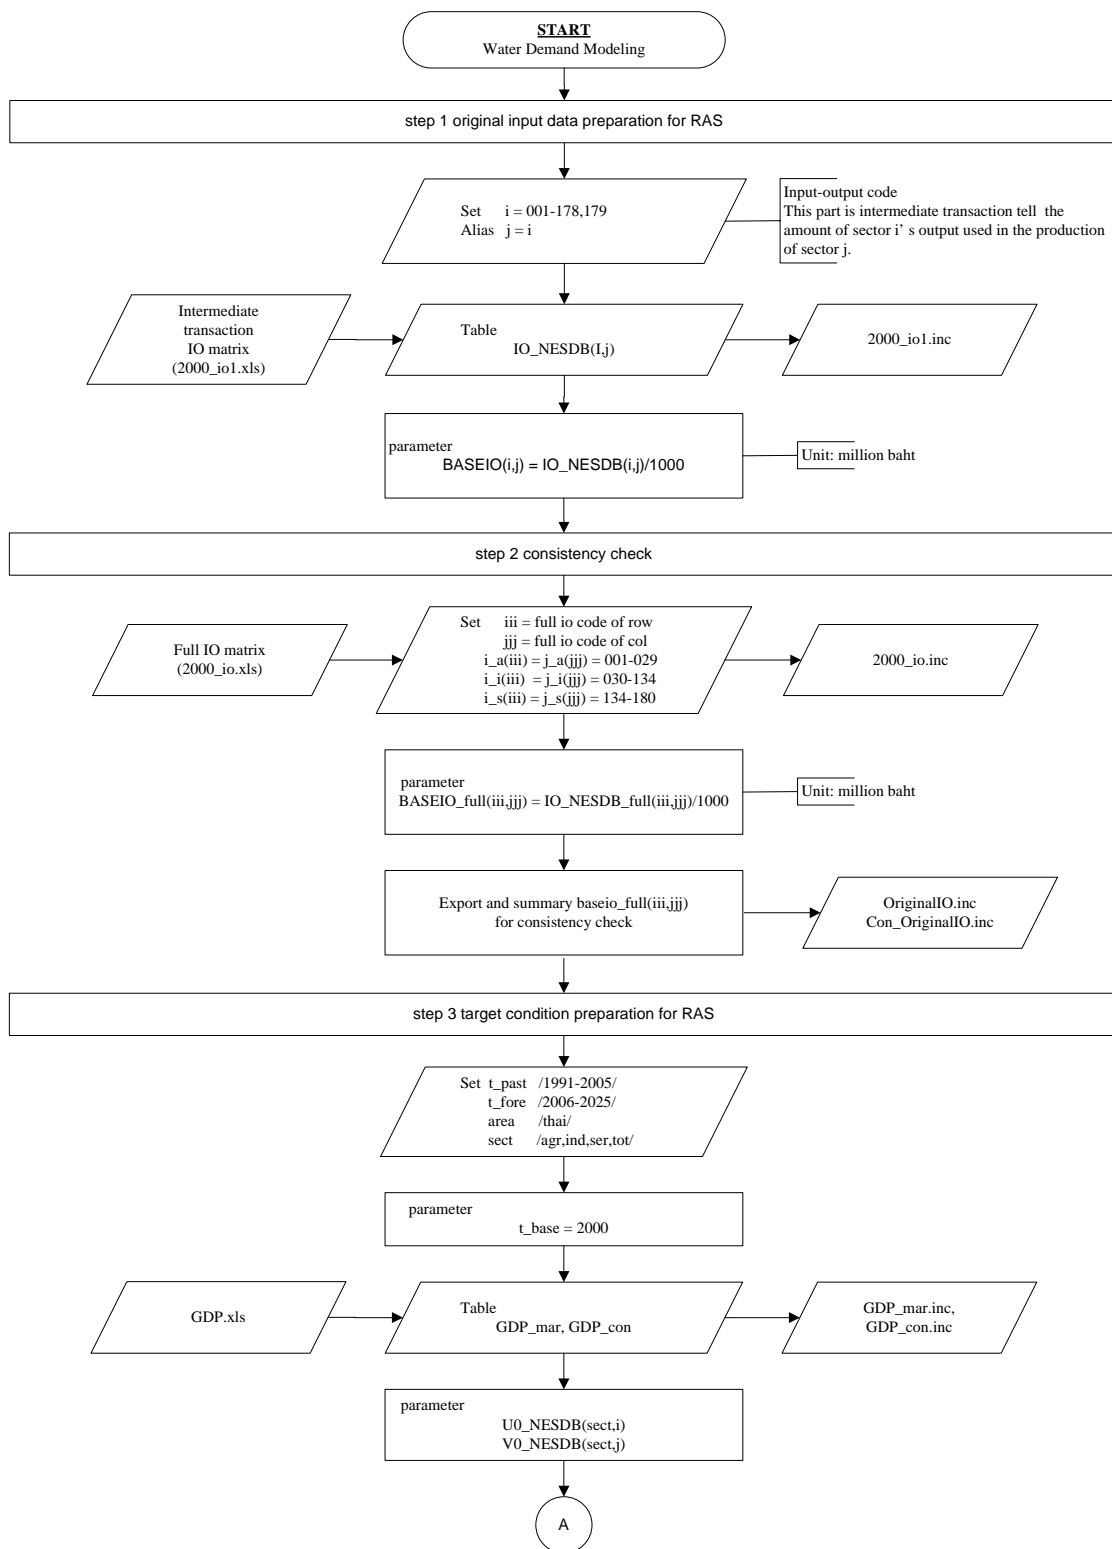 START
Water Demand Modeling
step 1 original input data preparation for RAS
Set i = 001-178,179
Alias j = i
Input-output code
This part is intermediate transaction tell the
amount of sector i’ s output used in the production
of sector j.
Intermediate
transaction
IO matrix
(2000_io1.xls)
Table
IO_NESDB(I,j)
2000_io1.inc
parameter
BASEIO(i,j) = IO_NESDB(i,j)/1000
Unit: million baht
step 2 consistency check
Full IO matrix
(2000_io.xls)
Set iii = full io code of row
jjj = full io code of col
i_a(iii) = j_a(jjj) = 001-029
i_i(iii) = j_i(jjj) = 030-134
i_s(iii) = j_s(jjj) = 134-180
2000_io.inc
parameter
BASEIO_full(iii,jjj) = IO_NESDB_full(iii,jjj)/1000
Unit: million baht
Export and summary baseio_full(iii,jjj)
for consistency check
OriginalIO.inc
Con_OriginalIO.inc
step 3 target condition preparation for RAS
Set t_past /1991-2005/
t_fore /2006-2025/
area /thai/
sect /agr,ind,ser,tot/
parameter
t_base = 2000
GDP.xls
Table
GDP_mar, GDP_con
GDP_mar.inc,
GDP_con.inc
parameter
U0_NESDB(sect,i)
V0_NESDB(sect,j)
A